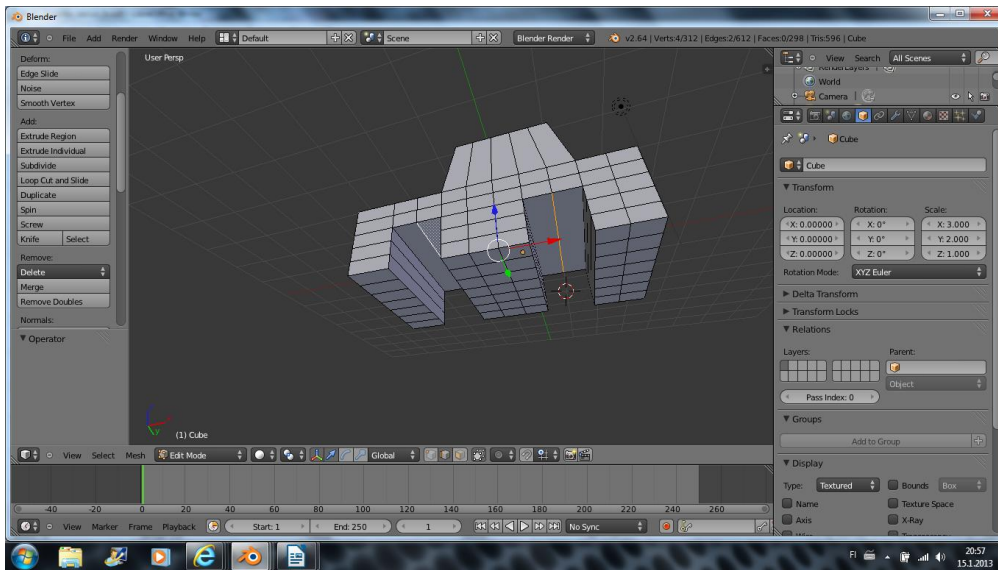 Blender
File Add Render Window Help Default Scene Blender Render v2.64 | Verts:4/312 | Edges:2/612 | Faces:0/298 | Tris:596 | Cube
Deform:
Edge Slide
Noise
Smooth Vertex
Add:
Extrude Region
Extrude Individual
Subdivide
Loop Cut and Slide
Duplicate
Spin
Screw
Knife Select
Remove:
Delete
Merge
Remove Doubles
Normals:
Operator
User Persp
(1) Cube
View Search All Scenes
RenderLayers
World
Camera
Cube
Cube
Transform
Location: Rotation: Scale:
X: 0.00000 X: 0° X: 3.000
Y: 0.00000 Y: 0° Y: 2.000
Z: 0.00000 Z: 0° Z: 1.000
Rotation Mode: XYZ Euler
Delta Transform
Transform Locks
Relations
Layers: Parent:
Object
Pass Index: 0
Groups
Add to Group
Display
Type: Textured Bounds Box
Name Texture Space
Axis X-Ray
View Select Mesh Edit Mode Global
-40 -20 0 20 40 60 80 100 120 140 160 180 200 220 240 260
View Marker Frame Playback Start: 1 End: 250 1 No Sync
FI 20:57
15.1.2013